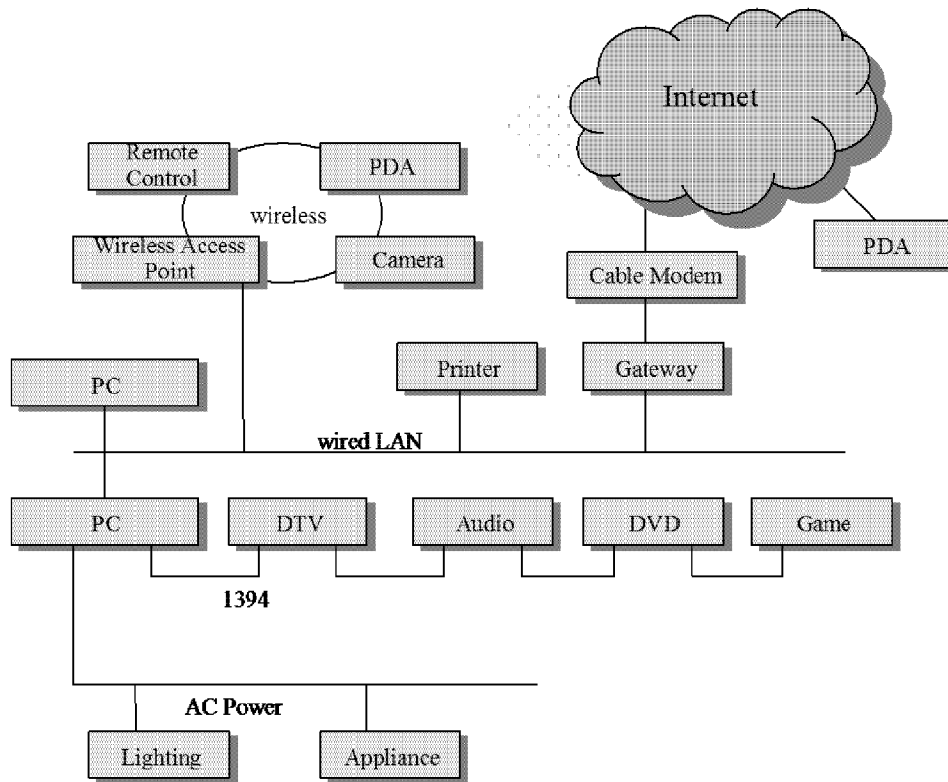 Internet
Remote
Control
PDA
wireless
Wireless Access
Point
Camera
PDA
Cable Modem
Printer
Gateway
PC
wired LAN
PC
DTV
Audio
DVD
Game
1394
AC Power
Lighting
Appliance